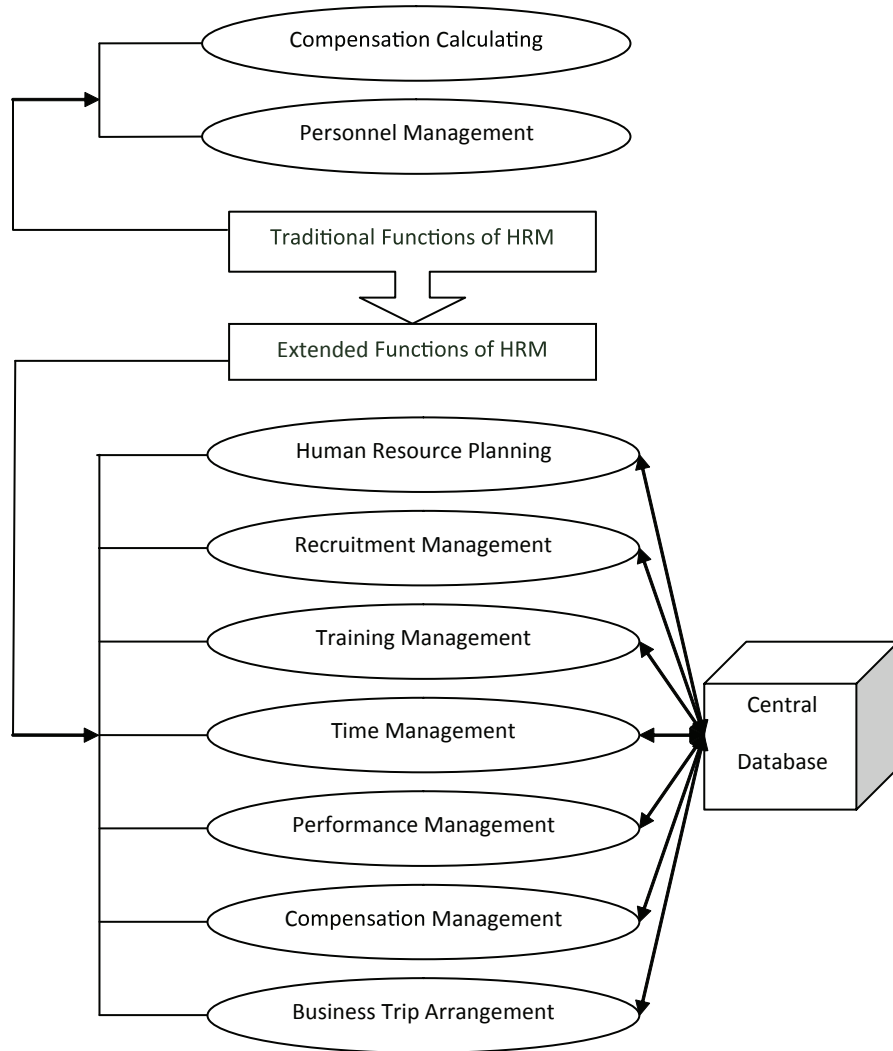 Compensation Calculating
Personnel Management
Traditional Functions of HRM
Extended Functions of HRM
Human Resource Planning
Recruitment Management
Training Management
Time Management
Performance Management
Compensation Management
Business Trip Arrangement
Central
Database